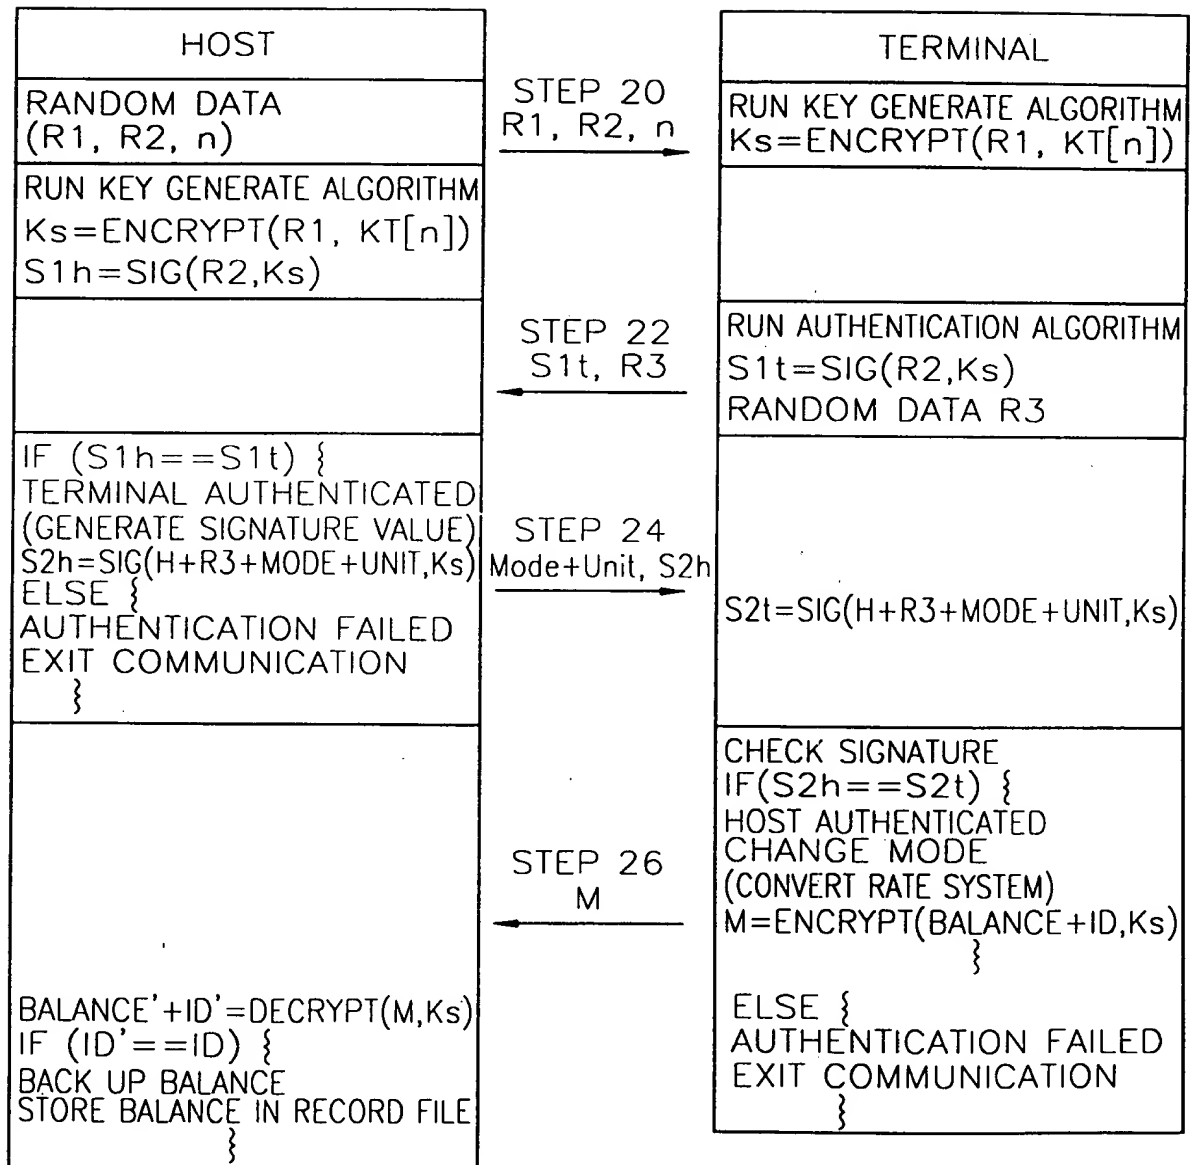 HOST
RANDOM DATA
(R1, R2, n)
RUN KEY GENERATE ALGORITHM
Ks=ENCRYPT(R1, KT[n])
S1h=SIG(R2,Ks)
IF (S1h==S1t) {
TERMINAL AUTHENTICATED
(GENERATE SIGNATURE VALUE)
S2h=SIG(H+R3+MODE+UNIT,Ks)
ELSE {
AUTHENTICATION FAILED
EXIT COMMUNICATION
}
BALANCE'+ID'=DECRYPT(M,Ks)
IF (ID'==ID) {
BACK UP BALANCE
STORE BALANCE IN RECORD FILE
}
STEP 20
R1, R2, n
STEP 22
S1t, R3
STEP 24
Mode+Unit, S2h
STEP 26
M
TERMINAL
RUN KEY GENERATE ALGORITHM
Ks=ENCRYPT(R1, KT[n])
RUN AUTHENTICATION ALGORITHM
S1t=SIG(R2,Ks)
RANDOM DATA R3
S2t=SIG(H+R3+MODE+UNIT,Ks)
CHECK SIGNATURE
IF(S2h==S2t) {
HOST AUTHENTICATED
CHANGE MODE
(CONVERT RATE SYSTEM)
M=ENCRYPT(BALANCE+ID,Ks)
}
ELSE {
AUTHENTICATION FAILED
EXIT COMMUNICATION
}